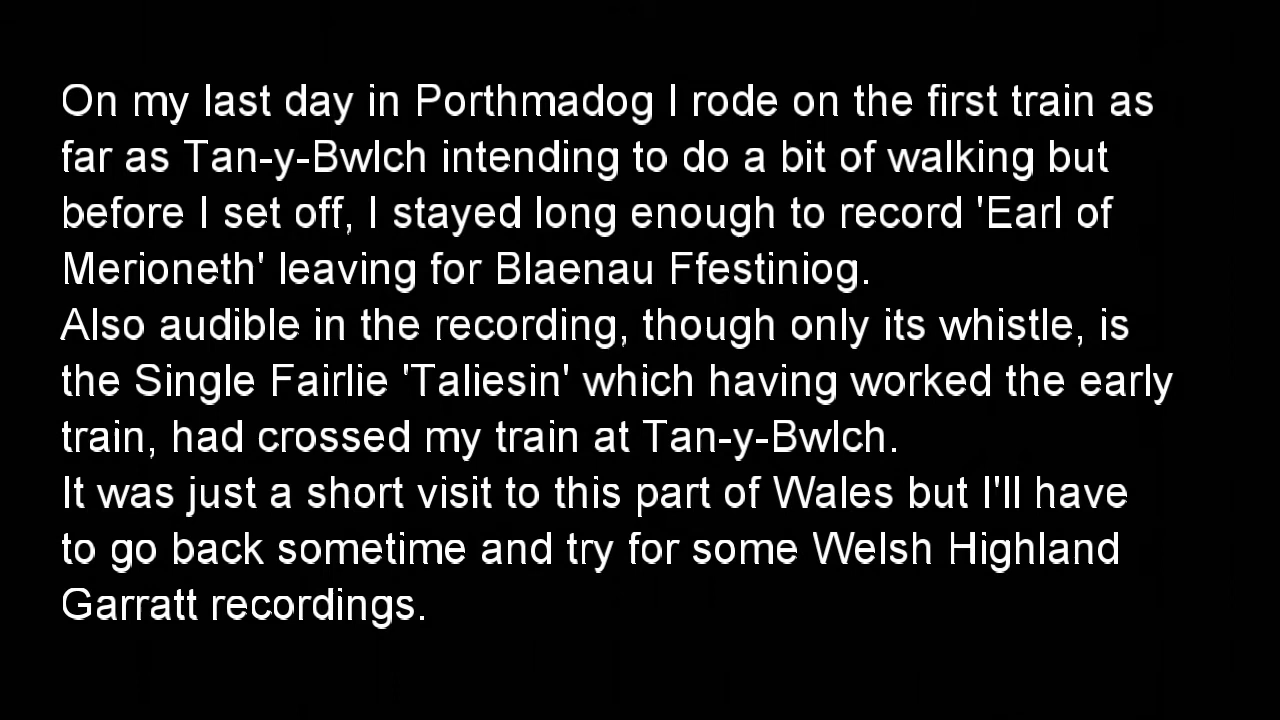 On my last day in Porthmadog I rode on the first train as
far as Tan-y-Bwlch intending to do a bit of walking but
before I set off, I stayed long enough to record 'Earl of
Merioneth' leaving for Blaenau Ffestiniog.
Also audible in the recording, though only its whistle, is
the Single Fairlie 'Taliesin' which having worked the early
train, had crossed my train at Tan-y-Bwlch.
It was just a short visit to this part of Wales but I'll have
to go back sometime and try for some Welsh Highland
Garratt recordings.